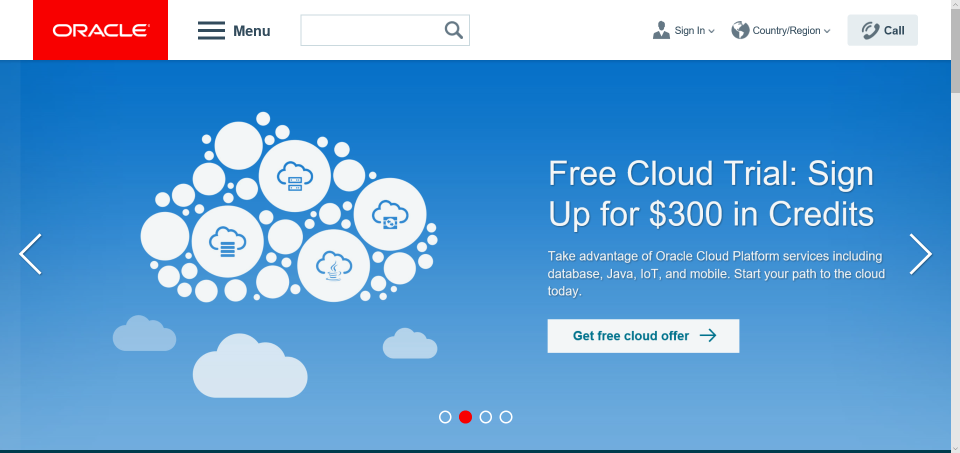 ORACLE
Menu
Sign In
Country/Region
Call
Free Cloud Trial: Sign
Up for $300 in Credits
Take advantage of Oracle Cloud Platform services including
database, Java, IoT, and mobile. Start your path to the cloud
today.
Get free cloud offer